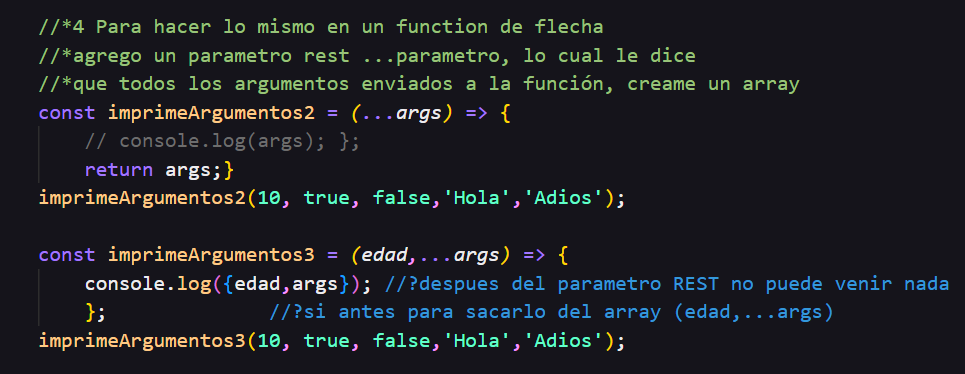 //*4 Para hacer lo mismo en un function de flecha
//*agrego un parametro rest ...parametro, lo cual le dice
//*que todos los argumentos enviados a la función, creame un array
const imprimeArgumentos2 = (...args) => {
    // console.log(args); };
    return args;}
imprimeArgumentos2(10, true, false,'Hola','Adios');

const imprimeArgumentos3 = (edad,...args) => {
    console.log({edad,args}); //?despues del parametro REST no puede venir nada
    };              //?si antes para sacarlo del array (edad,...args)
imprimeArgumentos3(10, true, false,'Hola','Adios');